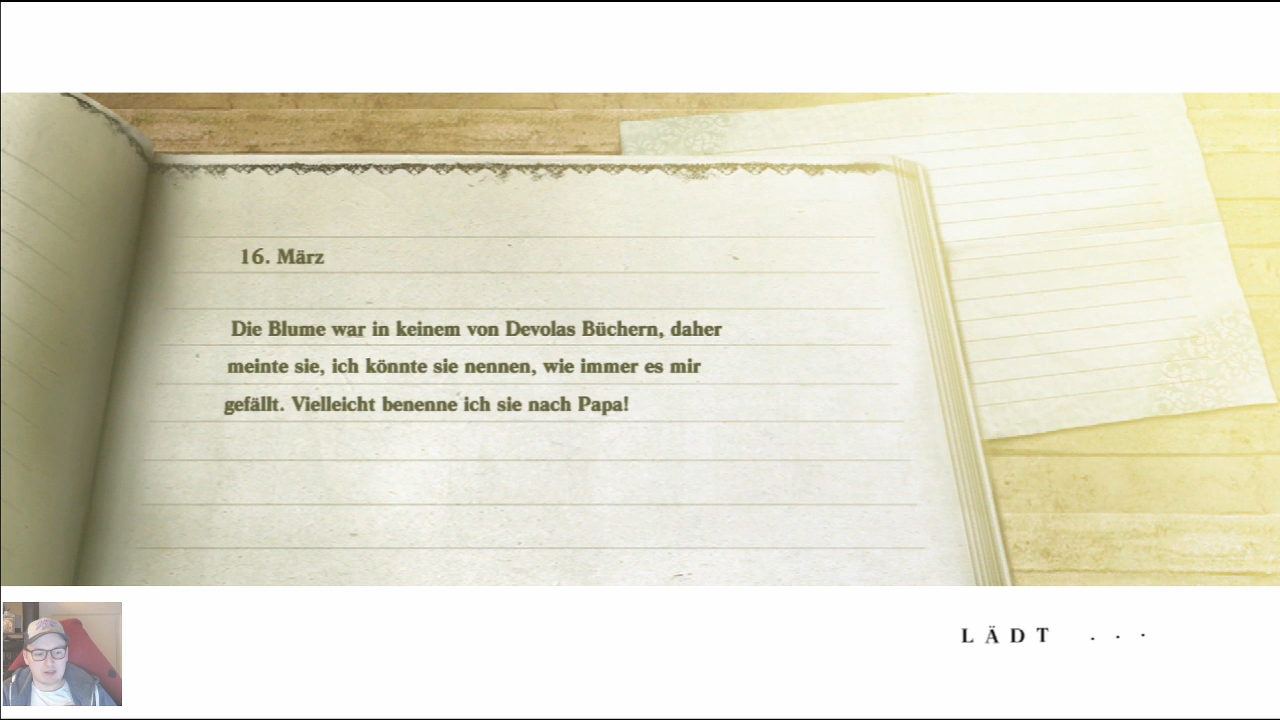 16. März
Die Blume war in keinem von Devolas Büchern, daher
meinte sie, ich könnte sie nennen, wie immer es mir
gefällt. Vielleicht benenne ich sie nach Papa!
LÄDT ...